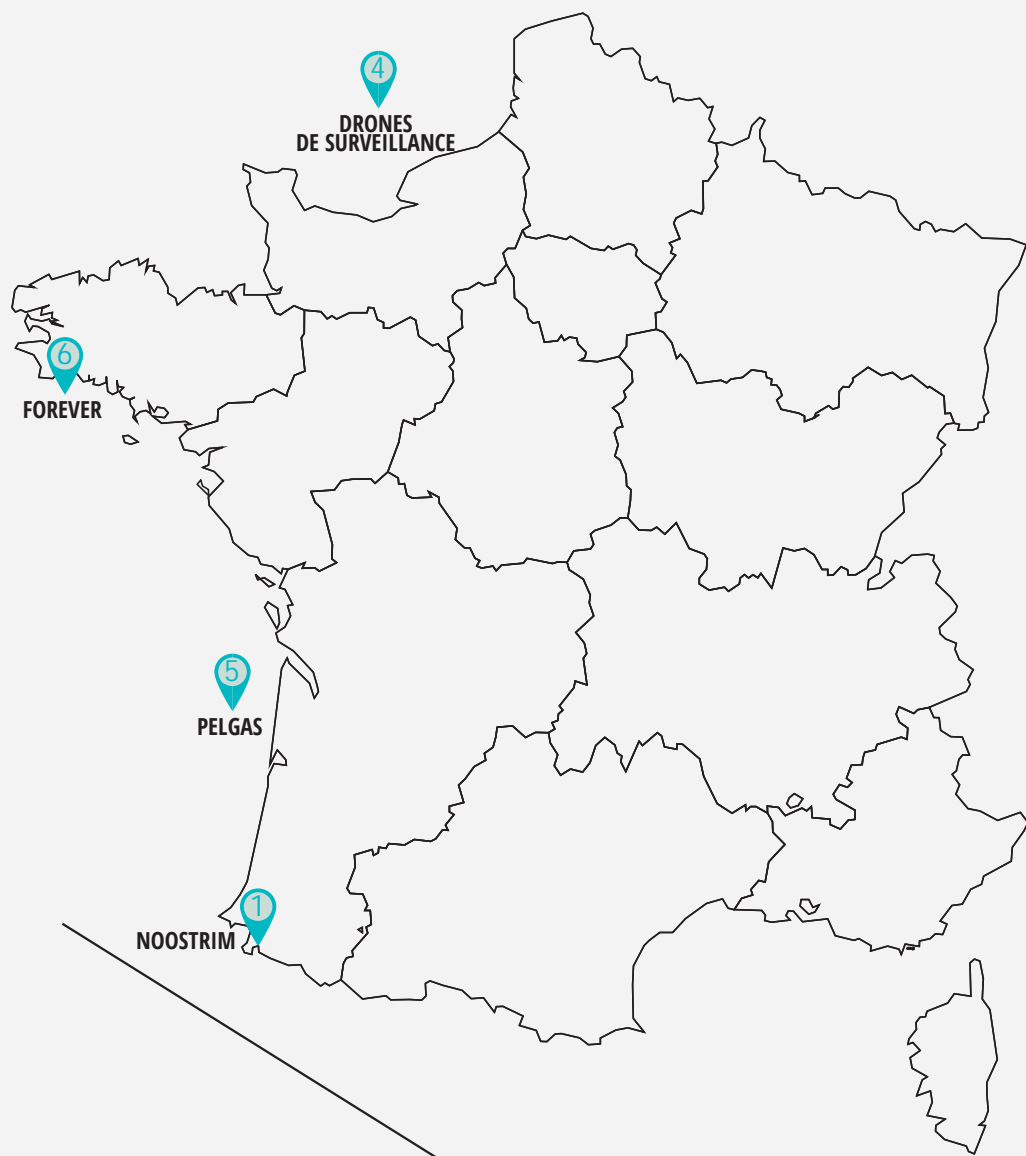 4
DRONES
DE SURVEILLANCE
6
FOREVER
5
PELGAS
1
NOOSTRIM